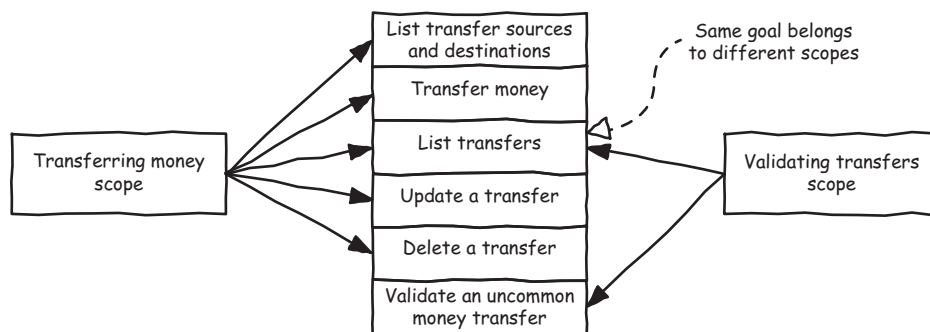 List transfer sources
and destinations
Same goal belongs
to different scopes
Transfer money
Transferring money
scope
List transfers
Validating transfers
scope
Update a transfer
Delete a transfer
Validate an uncommon
money transfer